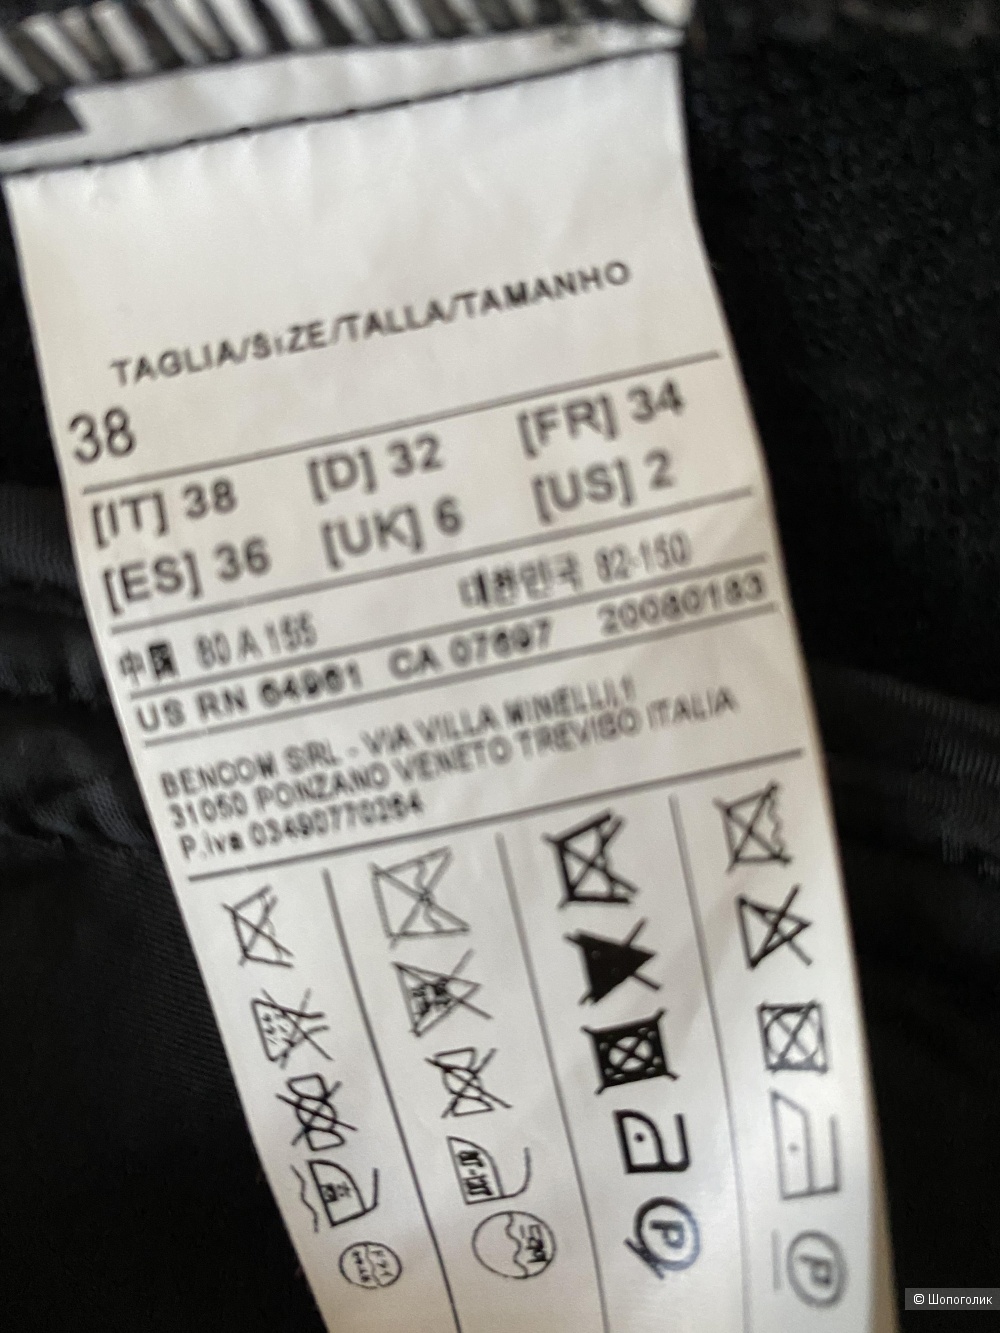 TAGLIA/SiZE/TALLA/TAMANHO
38
[IT] 38 [D] 32 [FR] 34
[ES] 36 [UK] 6 [US] 2
中国 80 A 155 대한민국 82-150
US RN 64961 CA 07697 20080183
BENCOM SRL - VIA VILLA MINELLI,1
31050 PONZANO VENETO TREVISO ITALIA
P.iva 03490770264
P
P
© Шопоголик